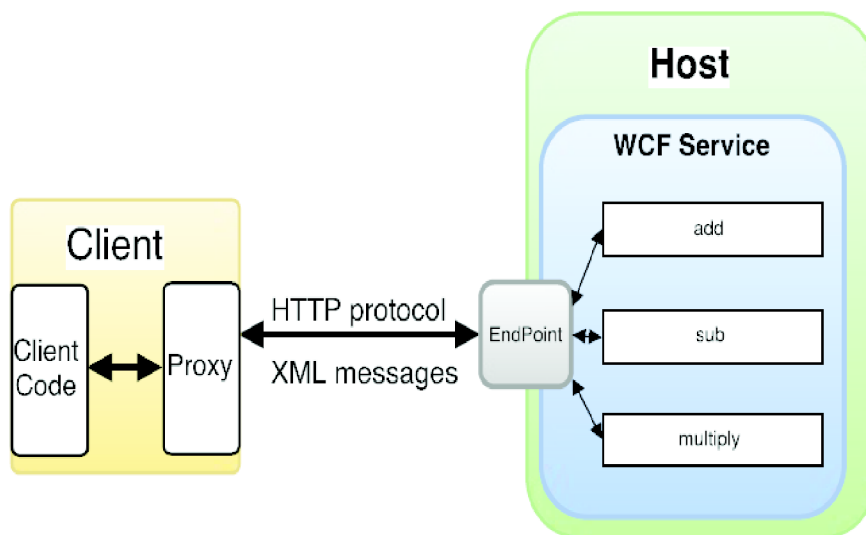 Host
WCF Service
add
Client
HTTP protocol
EndPoint
sub
Client
Code
Proxy
XML messages
multiply